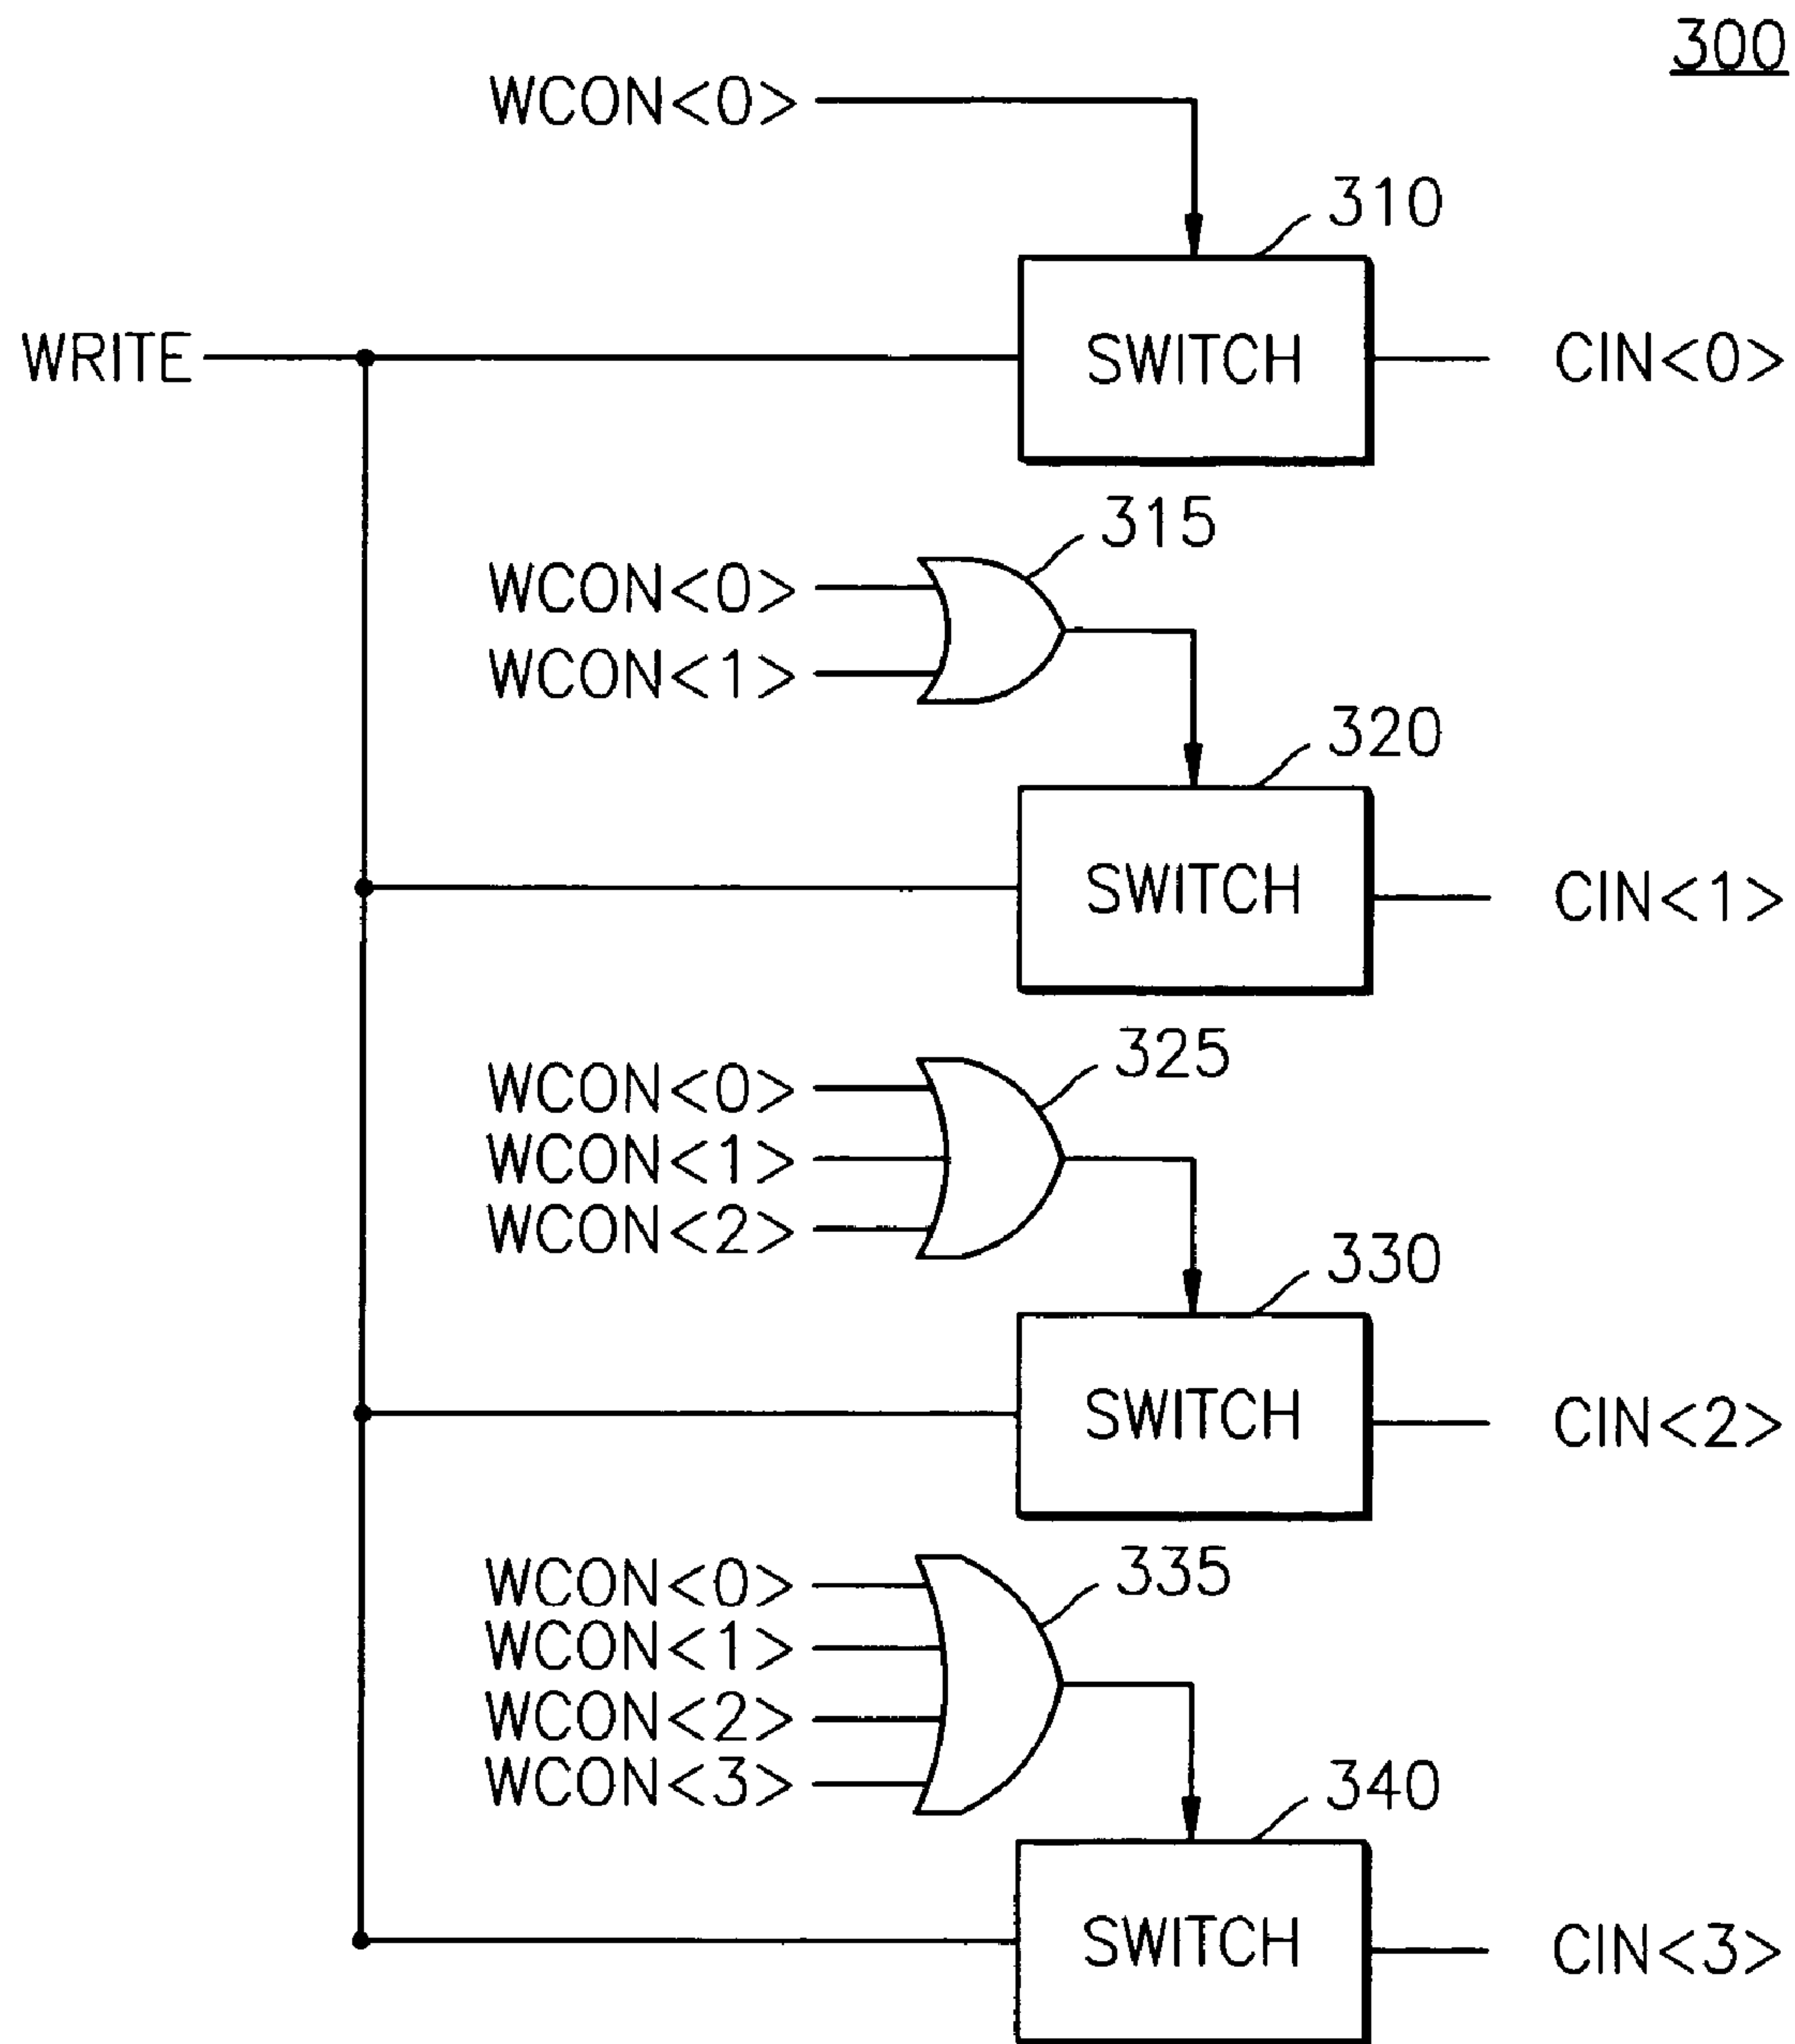 300
WCON<0>
310
WRITE
SWITCH
CIN<0>
315
WCON<0>
WCON<1>
320
SWITCH
CIN<1>
325
WCON<0>
WCON<1>
WCON<2>
330
SWITCH
CIN<2>
335
WCON<0>
WCON<1>
WCON<2>
WCON<3>
340
SWITCH
CIN<3>